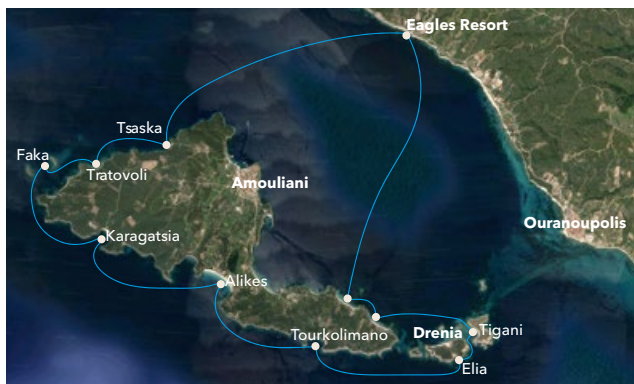 Eagles Resort
Tsaska
Faka
Tratovoli
Amouliani
Ouranoupolis
Karagatsia
Alikes
Tourkolimano
Drenia
Tigani
Elia